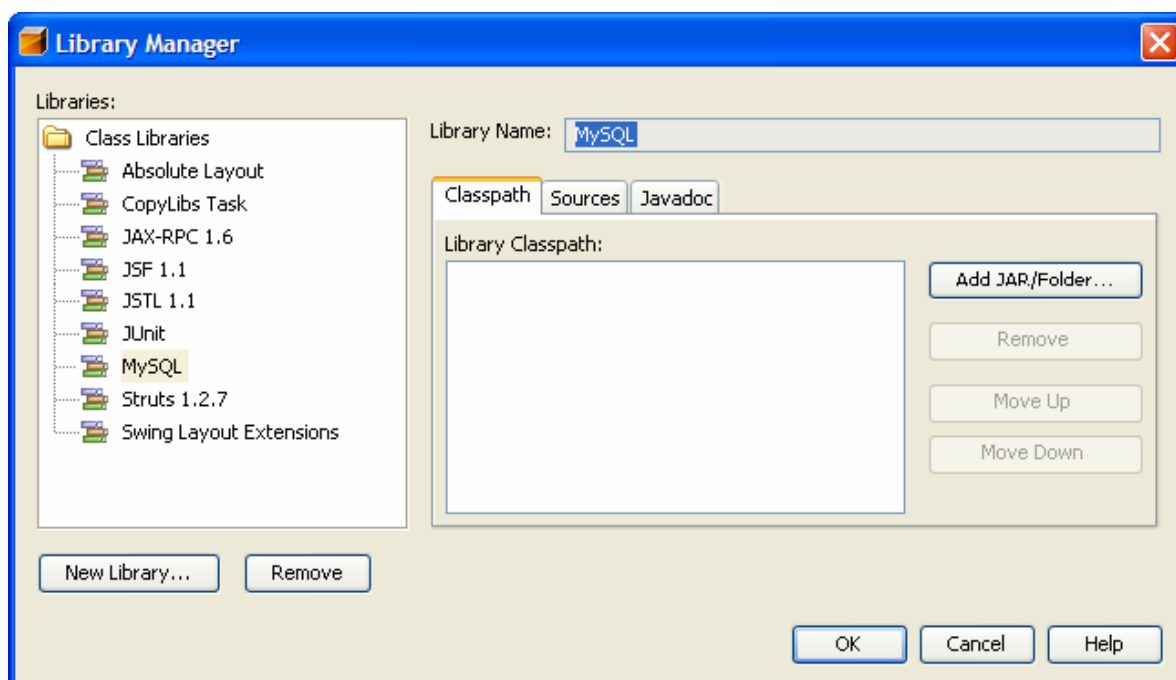 Library Manager
Libraries:
Class Libraries
Absolute Layout
CopyLibs Task
JAX-RPC 1.6
JSF 1.1
JSTL 1.1
JUnit
MySQL
Struts 1.2.7
Swing Layout Extensions
New Library...
Remove
Library Name: MySQL
Classpath Sources Javadoc
Library Classpath:
Add JAR/Folder...
Remove
Move Up
Move Down
OK Cancel Help